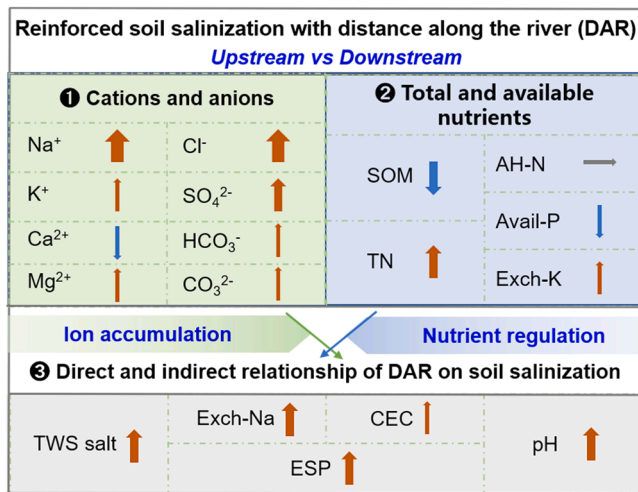 Reinforced soil salinization with distance along the river (DAR)
Upstream vs Downstream
❶ Cations and anions
Na⁺
Cl⁻
K⁺
SO₄²⁻
Ca²⁺
HCO₃⁻
Mg²⁺
CO₃²⁻
❷ Total and available
nutrients
SOM
TN
AH-N
Avail-P
Exch-K
Ion accumulation
Nutrient regulation
❸ Direct and indirect relationship of DAR on soil salinization
TWS salt
Exch-Na
CEC
ESP
pH